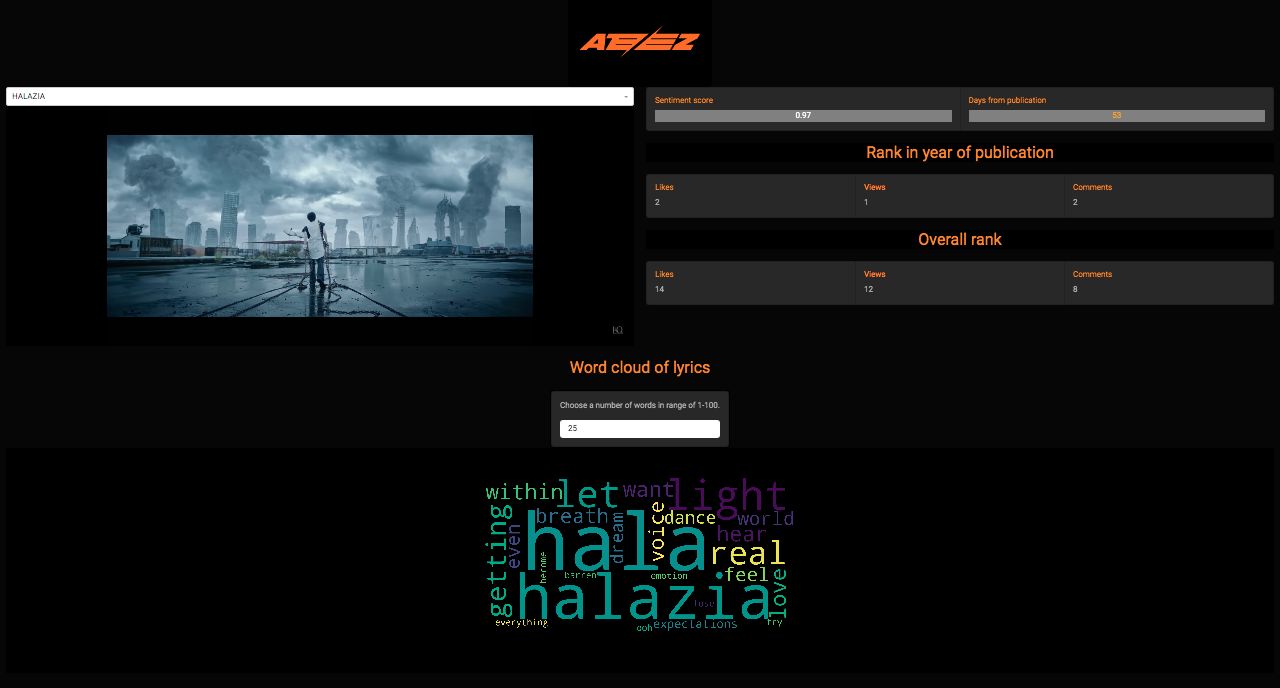 ATEEZ
HALAZIA
Sentiment score
0.97
Days from publication
53
Rank in year of publication
Likes
2
Views
1
Comments
2
Overall rank
Likes
14
Views
12
Comments
8
KQ
Word cloud of lyrics
Choose a number of words in range of 1-100.
25
within
let
want
light
getting
even
breath
dream
voice
dance
world
hala
hear
real
become
barren
emotion
feel
love
halazia
lose
everything
ooh
expectations
try